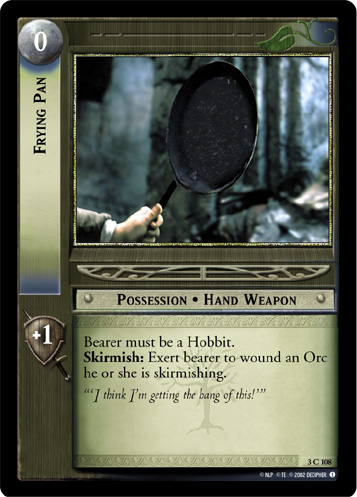 0
FRYING PAN
POSSESSION • HAND WEAPON
+1
Bearer must be a Hobbit.
Skirmish: Exert bearer to wound an Orc
he or she is skirmishing.
“‘I think I’m getting the hang of this!’”
3 C 108
© NLP © TE © 2002 DECIPHER 1